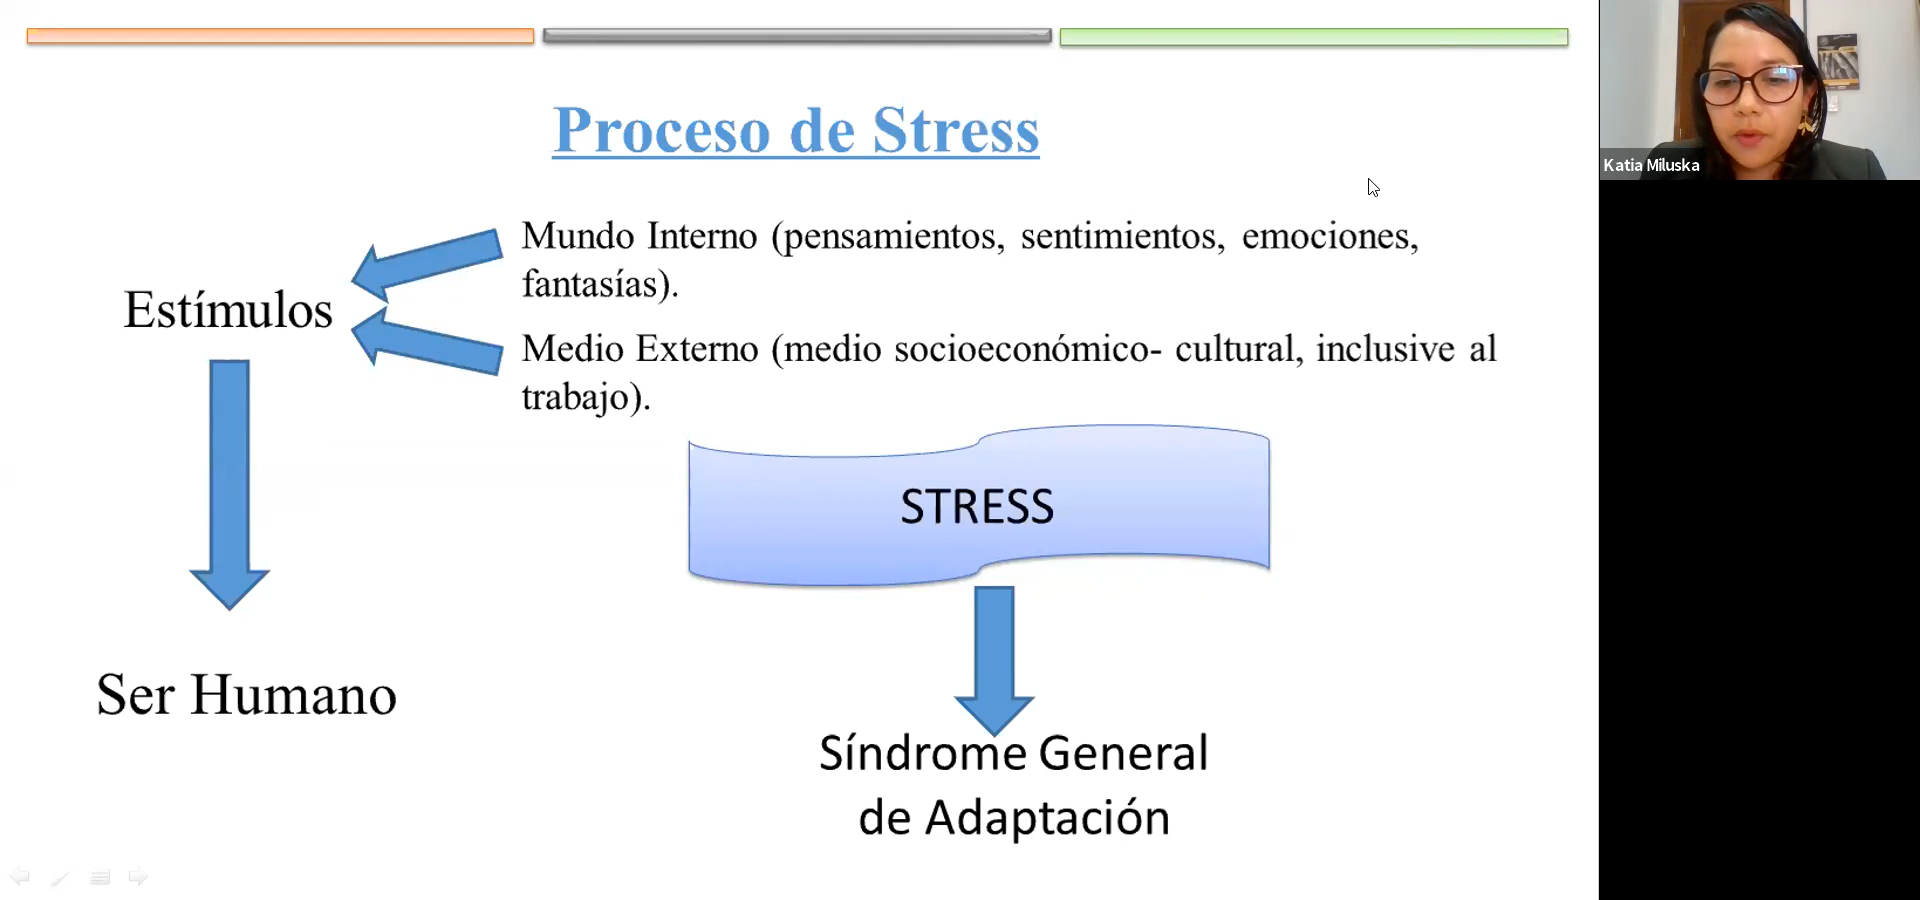 Proceso de Stress
Mundo Interno (pensamientos, sentimientos, emociones,
fantasías).
Estímulos
Medio Externo (medio socioeconómico- cultural, inclusive al
trabajo).
STRESS
Ser Humano
Síndrome General
de Adaptación
Katia Miluska